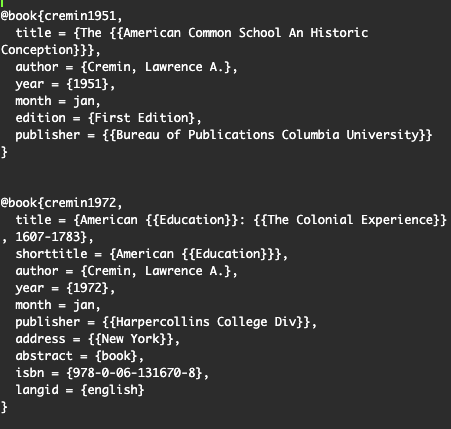 @book{cremin1951,
  title = {The {{American Common School An Historic
Conception}}},
  author = {Cremin, Lawrence A.},
  year = {1951},
  month = jan,
  edition = {First Edition},
  publisher = {{Bureau of Publications Columbia University}}
}
@book{cremin1972,
  title = {American {{Education}}: {{The Colonial Experience}}
, 1607-1783},
  shorttitle = {American {{Education}}},
  author = {Cremin, Lawrence A.},
  year = {1972},
  month = jan,
  publisher = {{Harpercollins College Div}},
  address = {{New York}},
  abstract = {book},
  isbn = {978-0-06-131670-8},
  langid = {english}
}